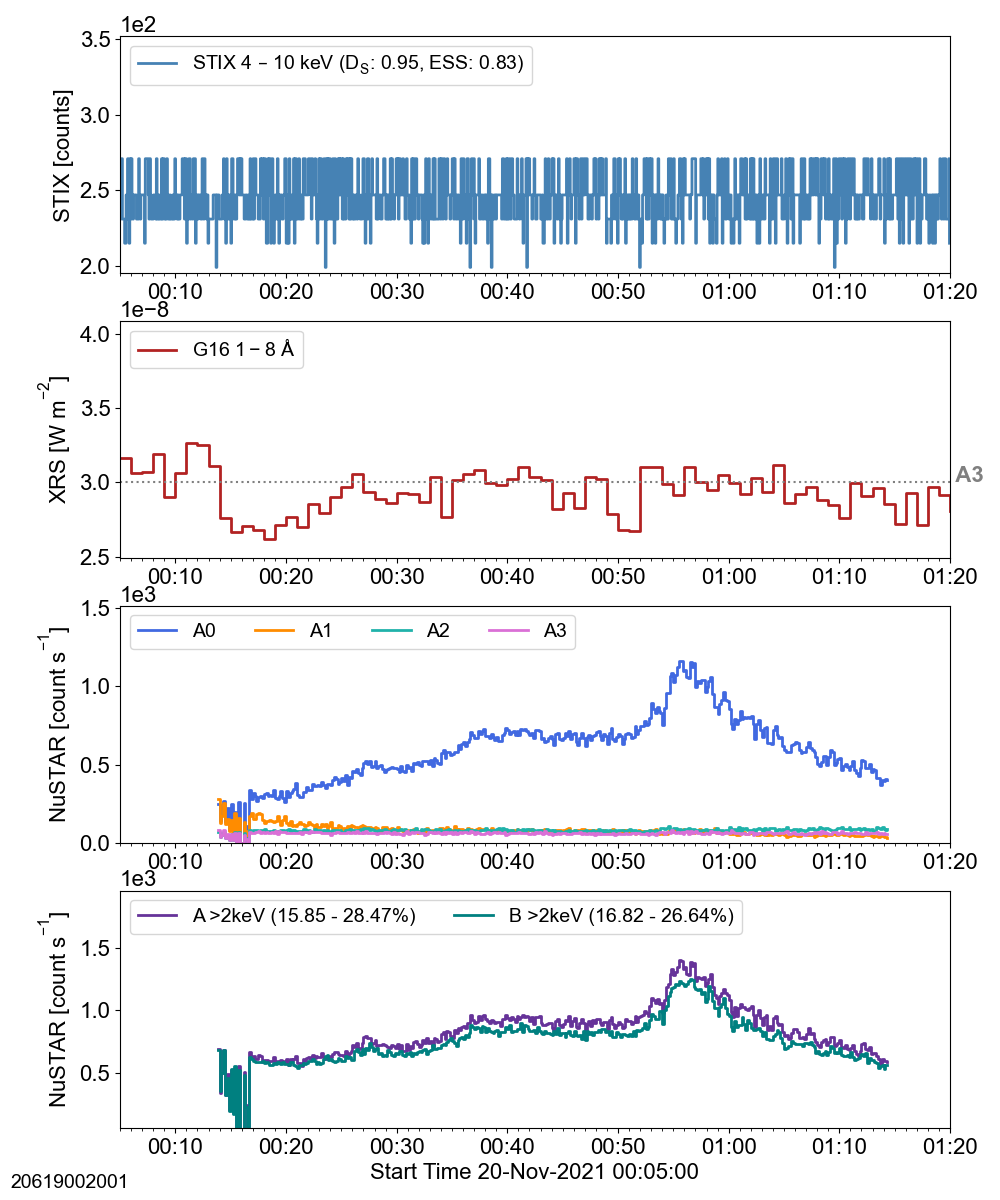 1e2
3.5
3.0
2.5
2.0
STIX [counts]
STIX 4 – 10 keV (DS: 0.95, ESS: 0.83)
00:10 00:20 00:30 00:40 00:50 01:00 01:10 01:20
1e−8
4.0
3.5
3.0
2.5
XRS [W m−2]
G16 1 – 8 Å
A3
00:10 00:20 00:30 00:40 00:50 01:00 01:10 01:20
1e3
1.5
1.0
0.5
0.0
NuSTAR [count s−1]
A0 A1 A2 A3
00:10 00:20 00:30 00:40 00:50 01:00 01:10 01:20
1e3
1.5
1.0
0.5
NuSTAR [count s−1]
A >2keV (15.85 - 28.47%) B >2keV (16.82 - 26.64%)
00:10 00:20 00:30 00:40 00:50 01:00 01:10 01:20
Start Time 20-Nov-2021 00:05:00
20619002001